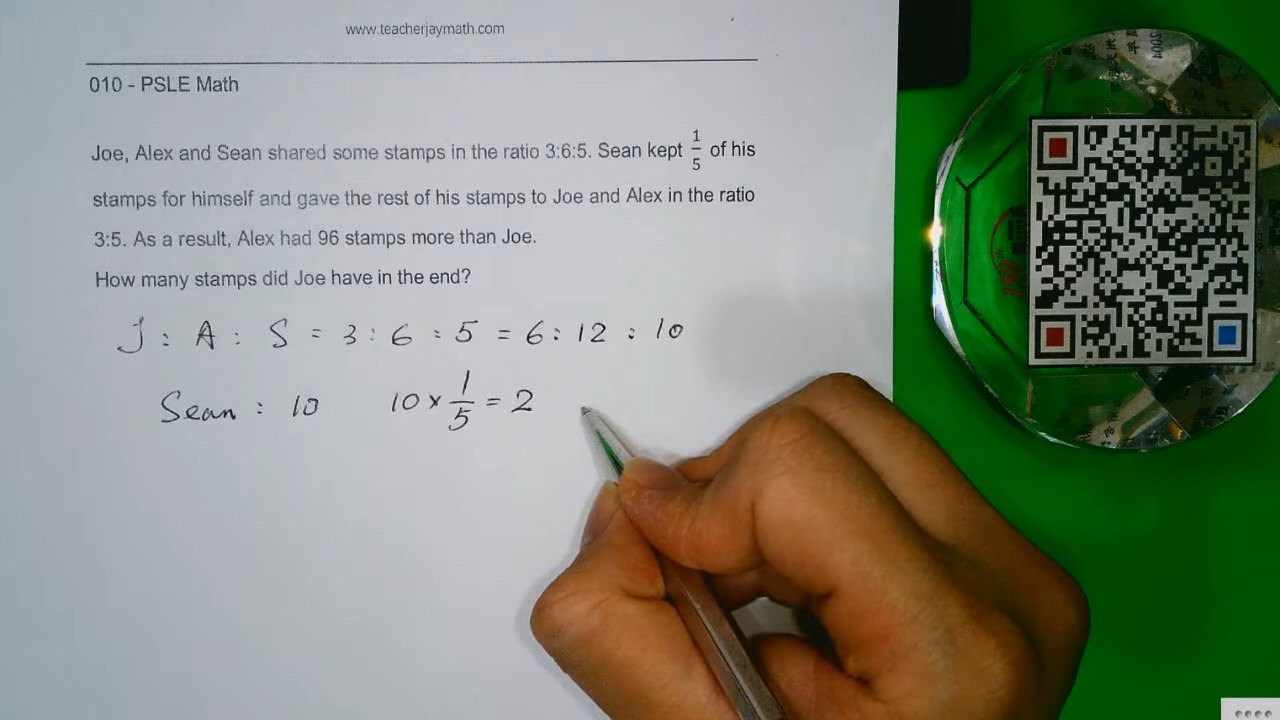 www.teacherjaymath.com
010 - PSLE Math
Joe, Alex and Sean shared some stamps in the ratio 3:6:5. Sean kept 1/5 of his
stamps for himself and gave the rest of his stamps to Joe and Alex in the ratio
3:5. As a result, Alex had 96 stamps more than Joe.
How many stamps did Joe have in the end?
J : A : S = 3 : 6 : 5 = 6 : 12 : 10
Sean : 10 10 × 1/5 = 2